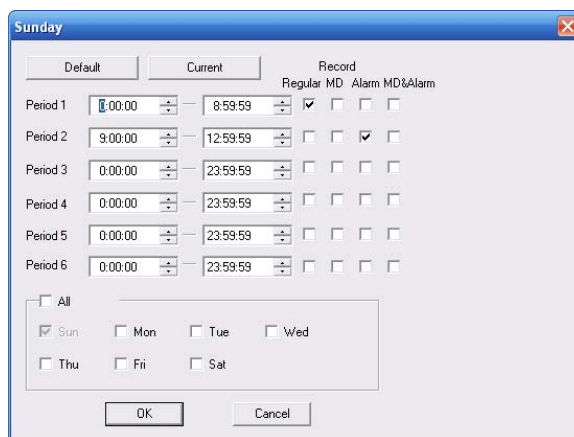 Sunday
Default Current Record
Regular MD Alarm MD&Alarm
Period 1 0:00:00 8:59:59
Period 2 9:00:00 12:59:59
Period 3 0:00:00 23:59:59
Period 4 0:00:00 23:59:59
Period 5 0:00:00 23:59:59
Period 6 0:00:00 23:59:59
All
Sun Mon Tue Wed
Thu Fri Sat
OK Cancel